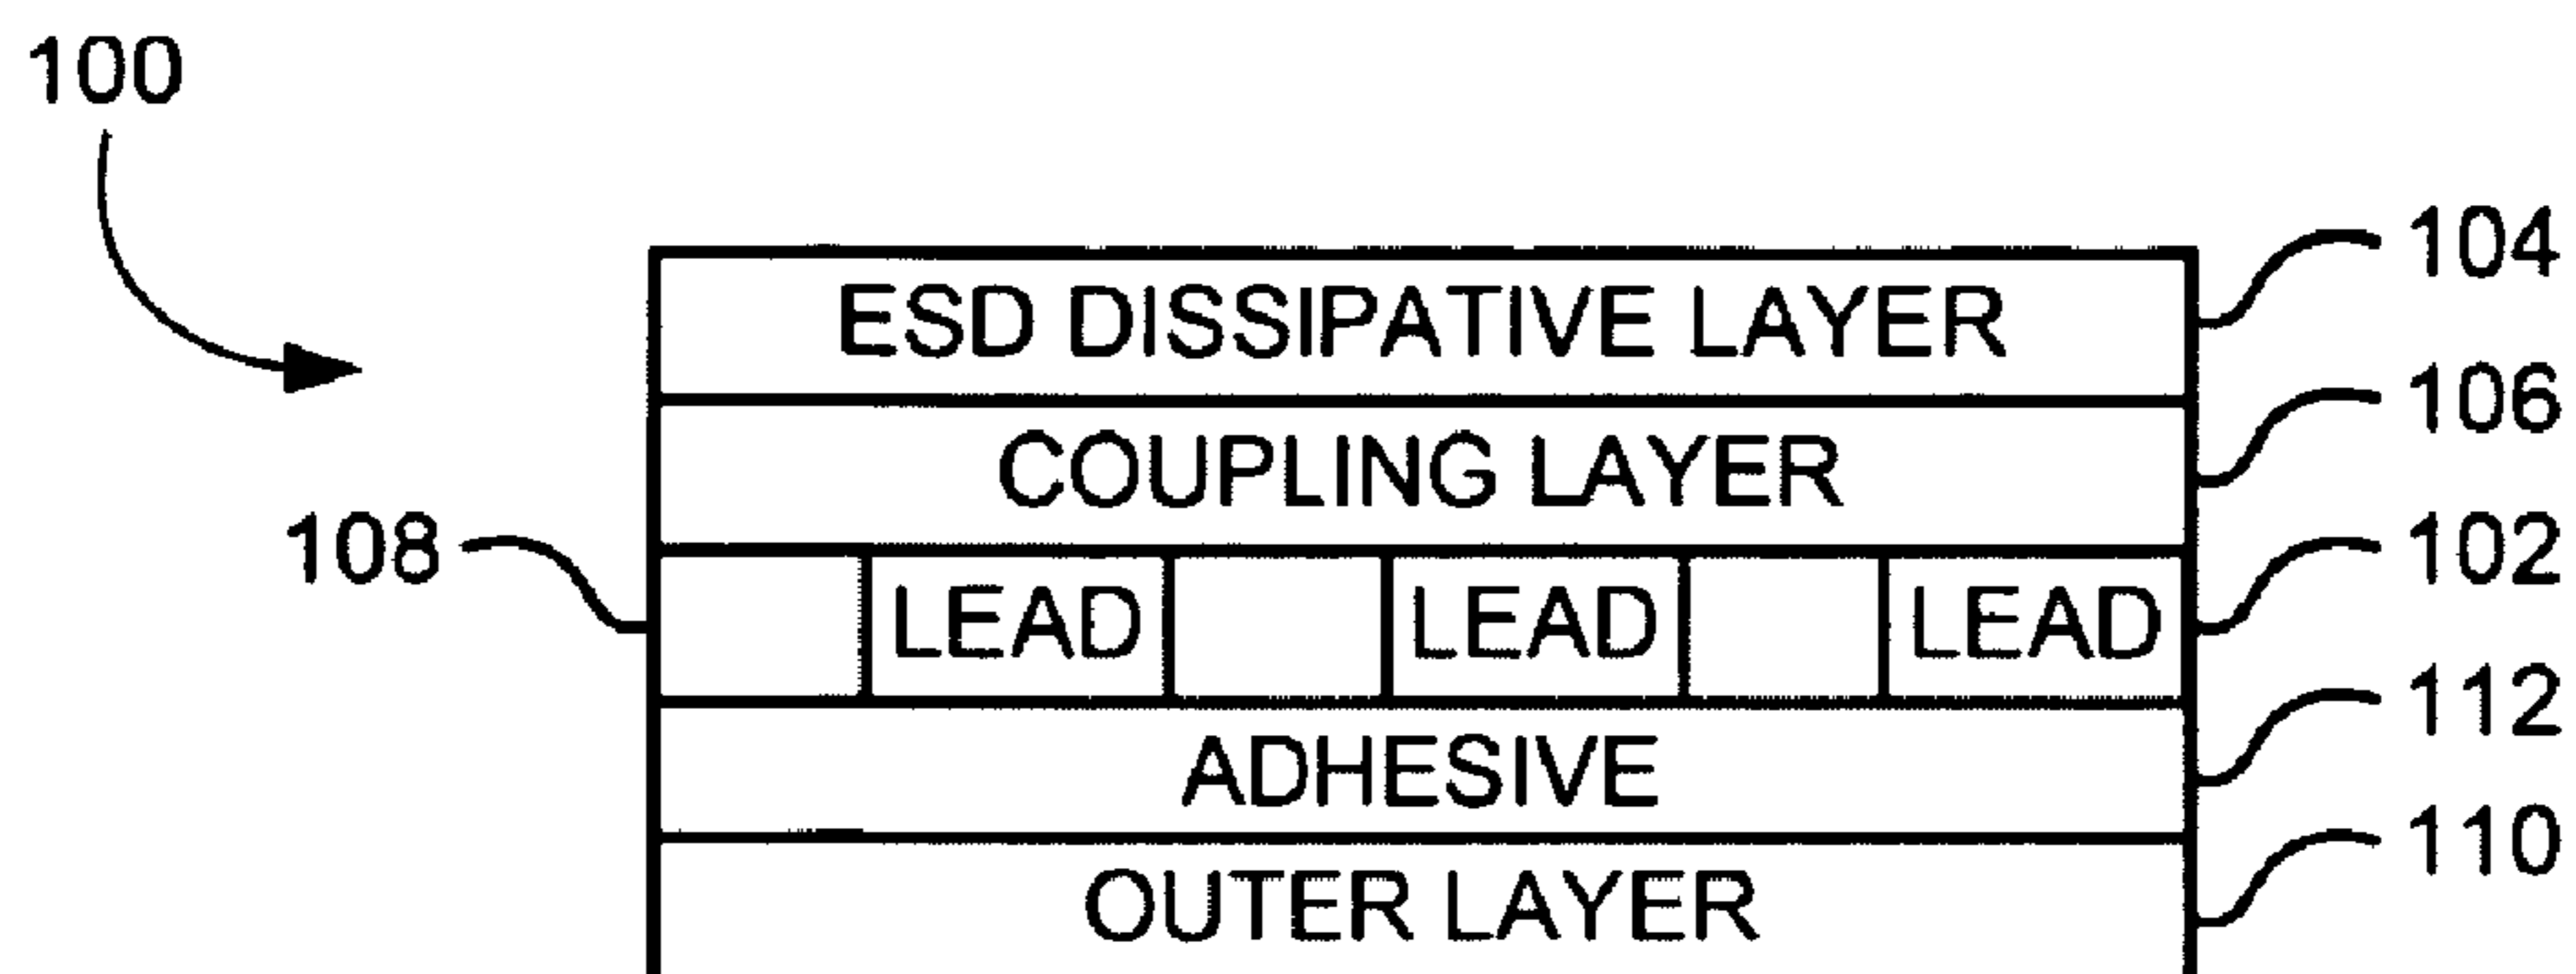 100
ESD DISSIPATIVE LAYER 104
COUPLING LAYER 106
108 LEAD LEAD LEAD 102
ADHESIVE 112
OUTER LAYER 110